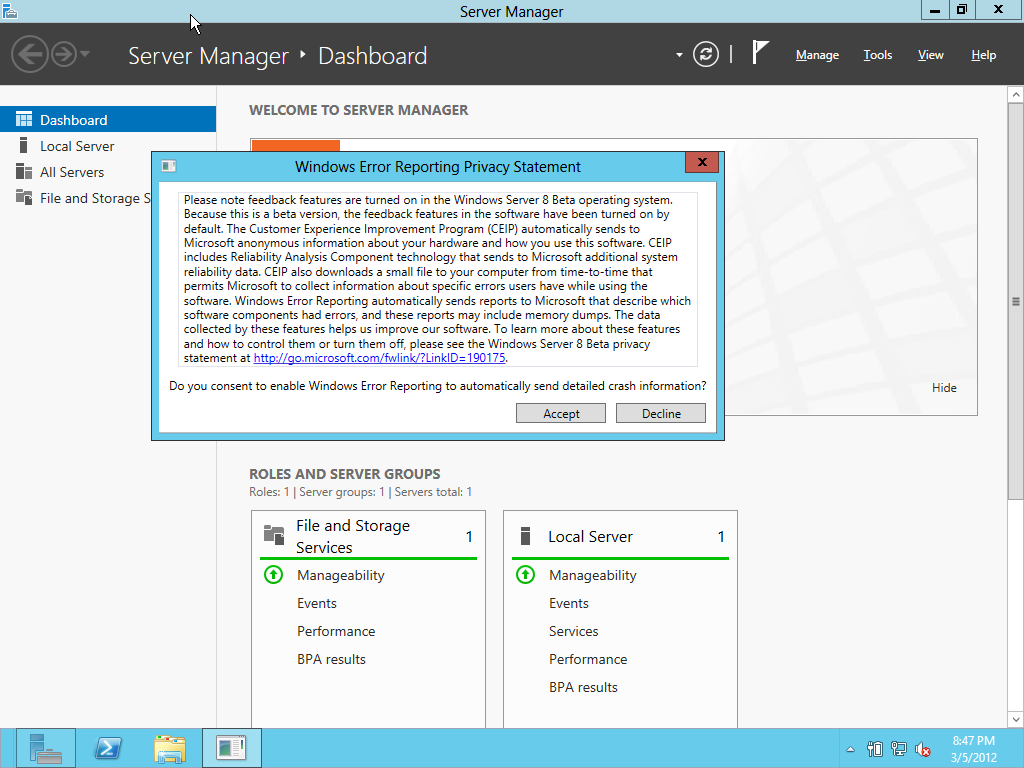 Server Manager
Server Manager ‣ Dashboard
Manage Tools View Help
Dashboard
Local Server
All Servers
File and Storage S
WELCOME TO SERVER MANAGER
Windows Error Reporting Privacy Statement
Please note feedback features are turned on in the Windows Server 8 Beta operating system.
Because this is a beta version, the feedback features in the software have been turned on by
default. The Customer Experience Improvement Program (CEIP) automatically sends to
Microsoft anonymous information about your hardware and how you use this software. CEIP
includes Reliability Analysis Component technology that sends to Microsoft additional system
reliability data. CEIP also downloads a small file to your computer from time-to-time that
permits Microsoft to collect information about specific errors users have while using the
software. Windows Error Reporting automatically sends reports to Microsoft that describe which
software components had errors, and these reports may include memory dumps. The data
collected by these features helps us improve our software. To learn more about these features
and how to control them or turn them off, please see the Windows Server 8 Beta privacy
statement at http://go.microsoft.com/fwlink/?LinkID=190175.
Do you consent to enable Windows Error Reporting to automatically send detailed crash information?
Accept Decline
Hide
ROLES AND SERVER GROUPS
Roles: 1 | Server groups: 1 | Servers total: 1
File and Storage
Services 1
Manageability
Events
Performance
BPA results
Local Server 1
Manageability
Events
Services
Performance
BPA results
8:47 PM
3/5/2012